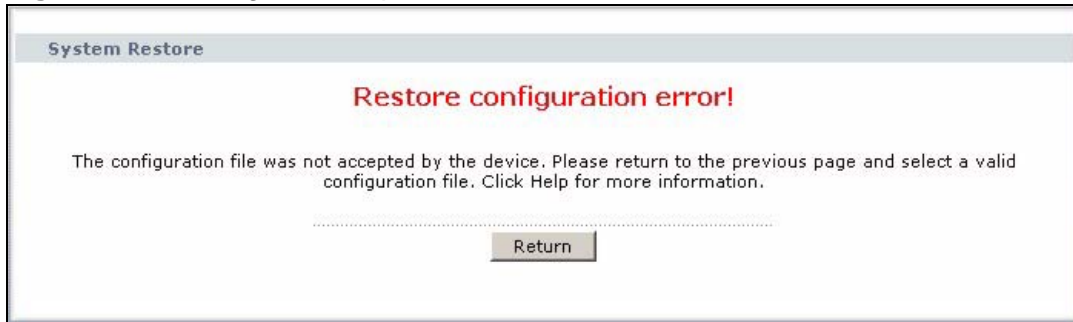 System Restore
Restore configuration error!
The configuration file was not accepted by the device. Please return to the previous page and select a valid
configuration file. Click Help for more information.
Return